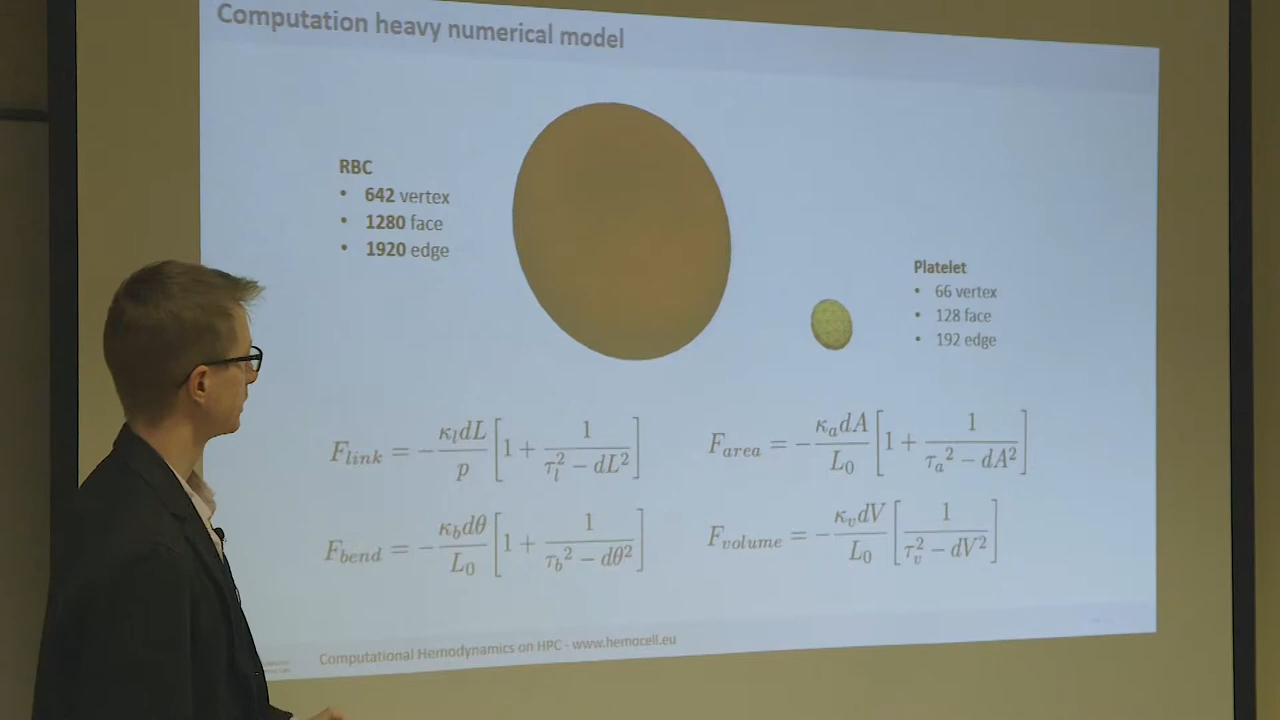 Computation heavy numerical model
RBC
• 642 vertex
• 1280 face
• 1920 edge
Platelet
• 66 vertex
• 128 face
• 192 edge
F_link = − κ_l dL / p [1 + 1 / (τ_l² − dL²)]
F_area = − κ_a dA / L_0 [1 + 1 / (τ_a² − dA²)]
F_bend = − κ_b dθ / L_0 [1 + 1 / (τ_b² − dθ²)]
F_volume = − κ_v dV / L_0 [1 / (τ_v² − dV²)]
Computational Hemodynamics on HPC - www.hemocell.eu